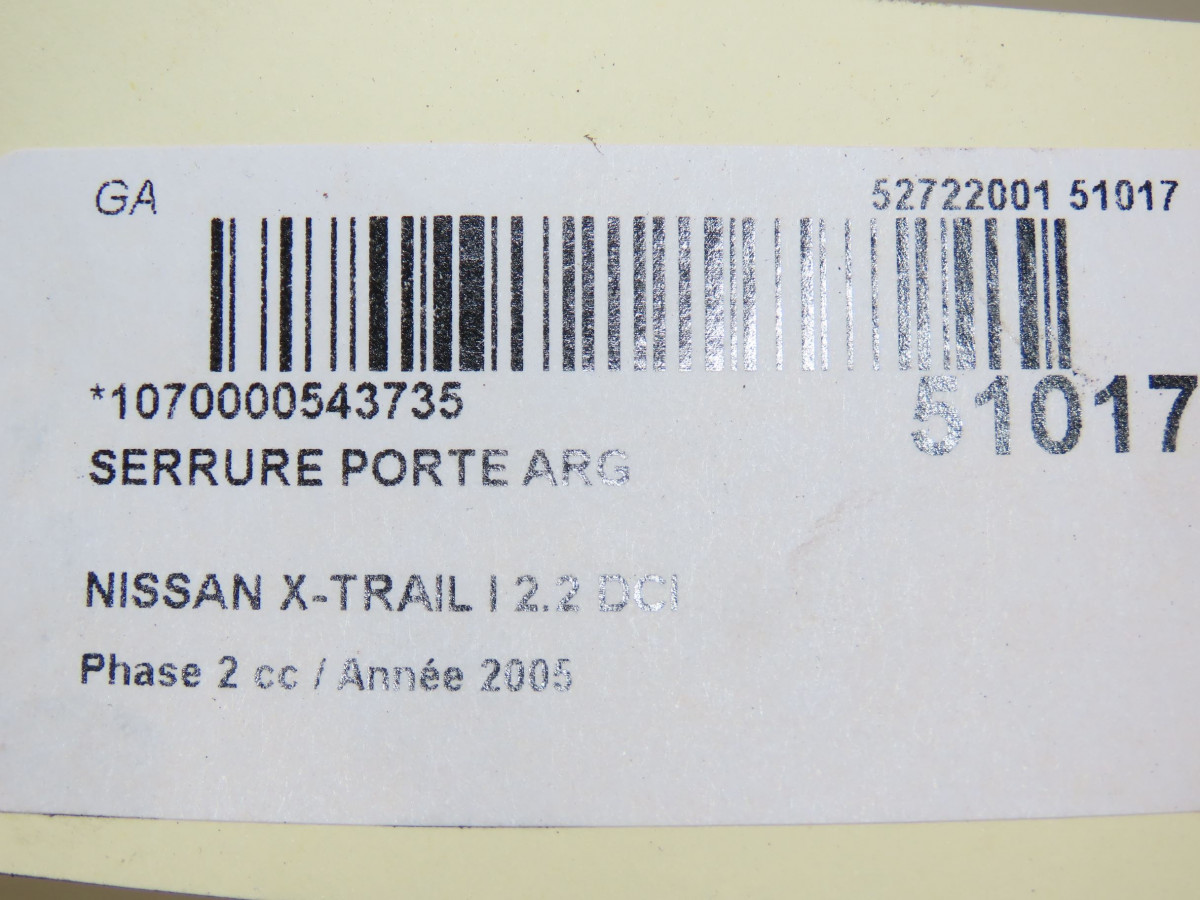 GA
52722001 51017
*1070000543735
51017
SERRURE PORTE ARG
NISSAN X-TRAIL I 2.2 DCI
Phase 2 cc / Année 2005